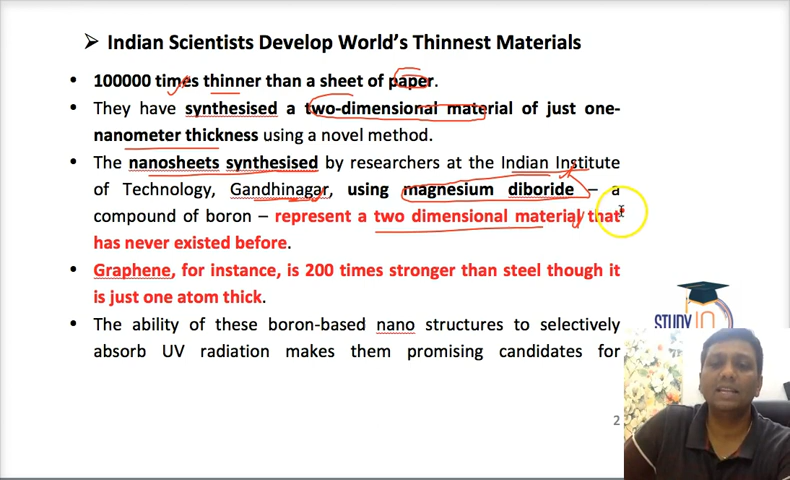 ➢ Indian Scientists Develop World's Thinnest Materials
• 100000 times thinner than a sheet of paper.
• They have synthesised a two-dimensional material of just one-
nanometer thickness using a novel method.
• The nanosheets synthesised by researchers at the Indian Institute
of Technology, Gandhinagar, using magnesium diboride – a
compound of boron – represent a two dimensional material that
has never existed before.
• Graphene, for instance, is 200 times stronger than steel though it
is just one atom thick.
• The ability of these boron-based nano structures to selectively
absorb UV radiation makes them promising candidates for
STUDY IN
2